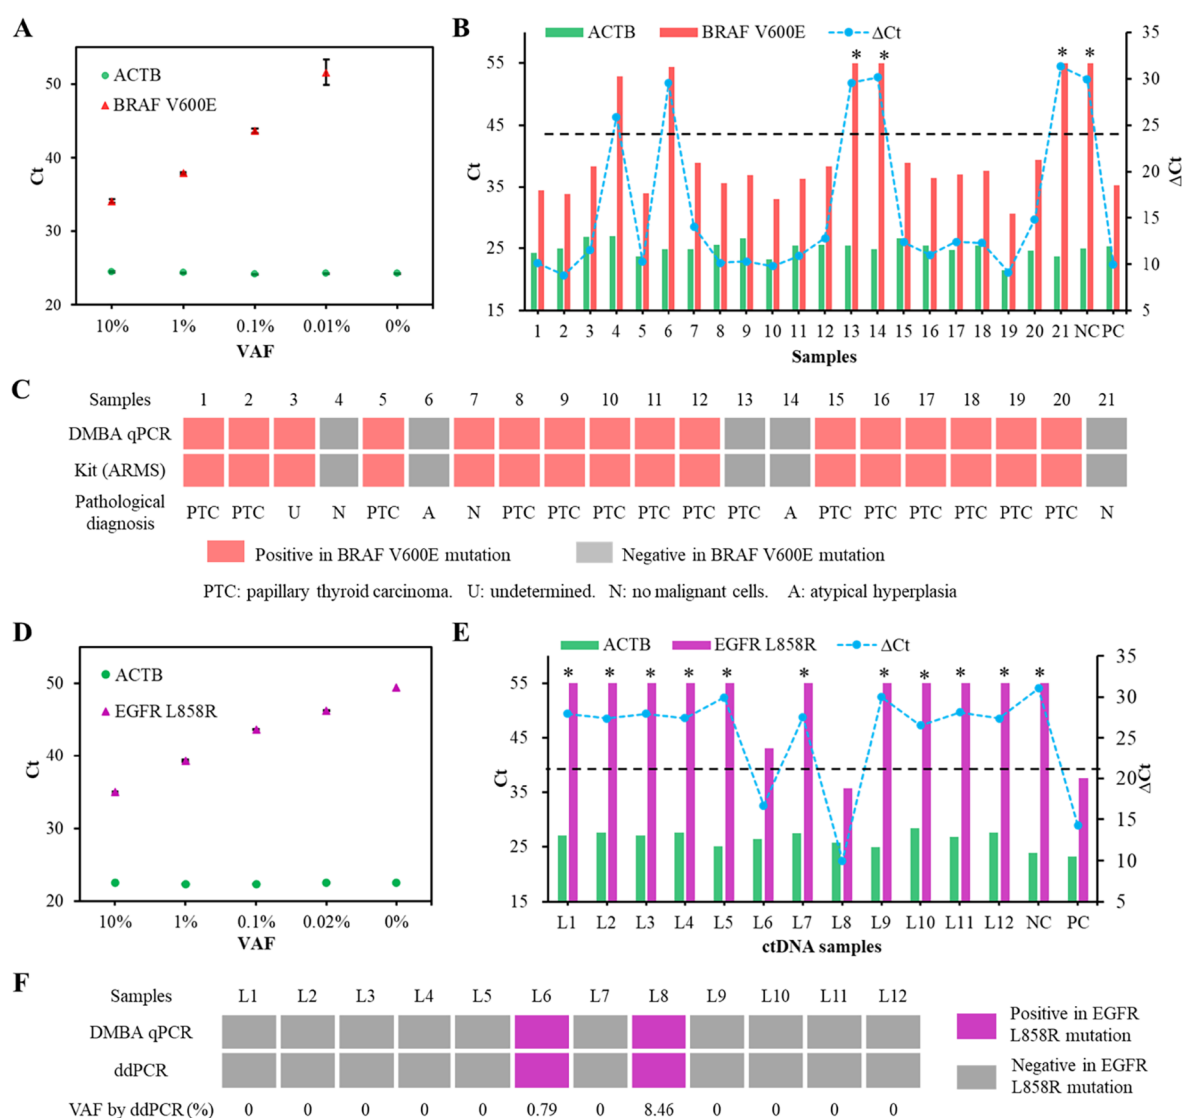 A
ACTB
BRAF V600E
Ct
50
40
30
20
10% 1% 0.1% 0.01% 0%
VAF
B
ACTB BRAF V600E ΔCt
Ct
55
45
35
25
15
* * * *
ΔCt
35
30
25
20
15
10
5
1 2 3 4 5 6 7 8 9 10 11 12 13 14 15 16 17 18 19 20 21 NC PC
Samples
C
Samples 1 2 3 4 5 6 7 8 9 10 11 12 13 14 15 16 17 18 19 20 21
DMBA qPCR
Kit (ARMS)
Pathological
diagnosis
PTC PTC U N PTC A N PTC PTC PTC PTC PTC PTC A PTC PTC PTC PTC PTC PTC N
Positive in BRAF V600E mutation Negative in BRAF V600E mutation
PTC: papillary thyroid carcinoma. U: undetermined. N: no malignant cells. A: atypical hyperplasia
D
ACTB
EGFR L858R
Ct
50
40
30
20
10% 1% 0.1% 0.02% 0%
VAF
E
ACTB EGFR L858R ΔCt
Ct
55
45
35
25
15
* * * * * * * * * * *
ΔCt
35
30
25
20
15
10
5
L1 L2 L3 L4 L5 L6 L7 L8 L9 L10 L11 L12 NC PC
ctDNA samples
F
Samples L1 L2 L3 L4 L5 L6 L7 L8 L9 L10 L11 L12
DMBA qPCR
ddPCR
VAF by ddPCR (%) 0 0 0 0 0 0.79 0 8.46 0 0 0 0
Positive in EGFR
L858R mutation
Negative in EGFR
L858R mutation